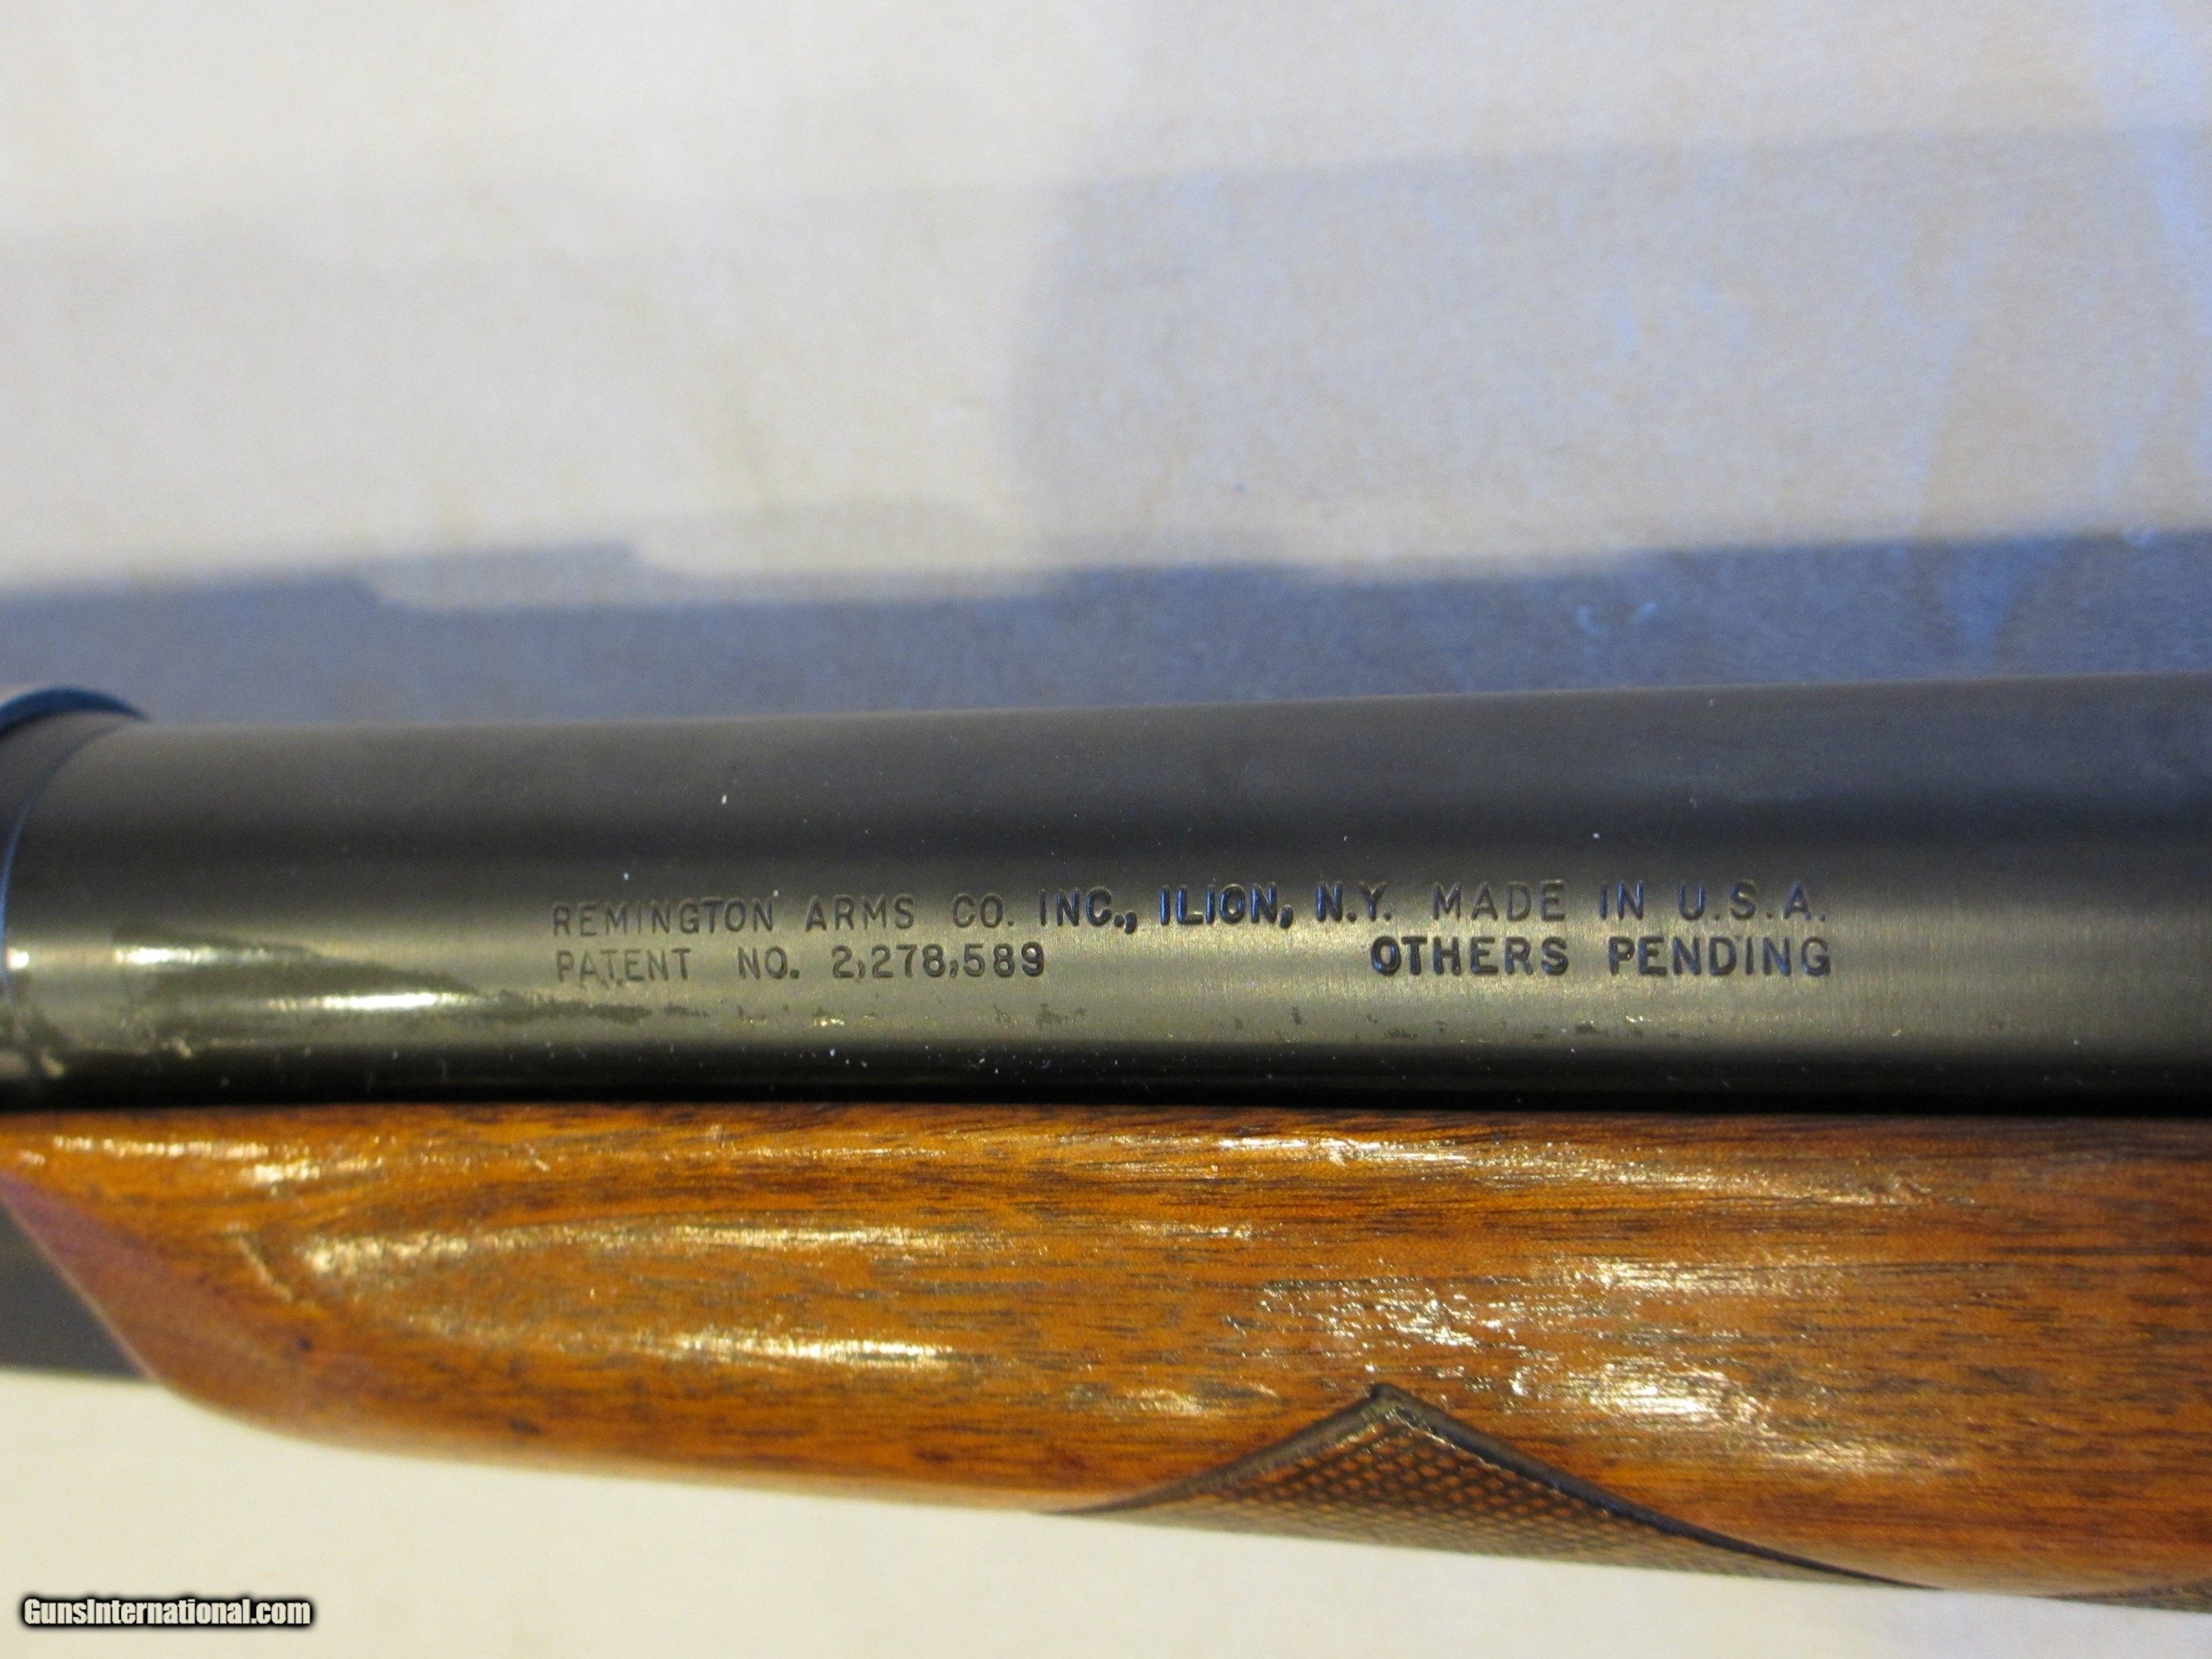 REMINGTON ARMS CO. INC., ILION, N.Y. MADE IN U.S.A.
PATENT NO. 2,278,589 OTHERS PENDING
GunsInternational.com